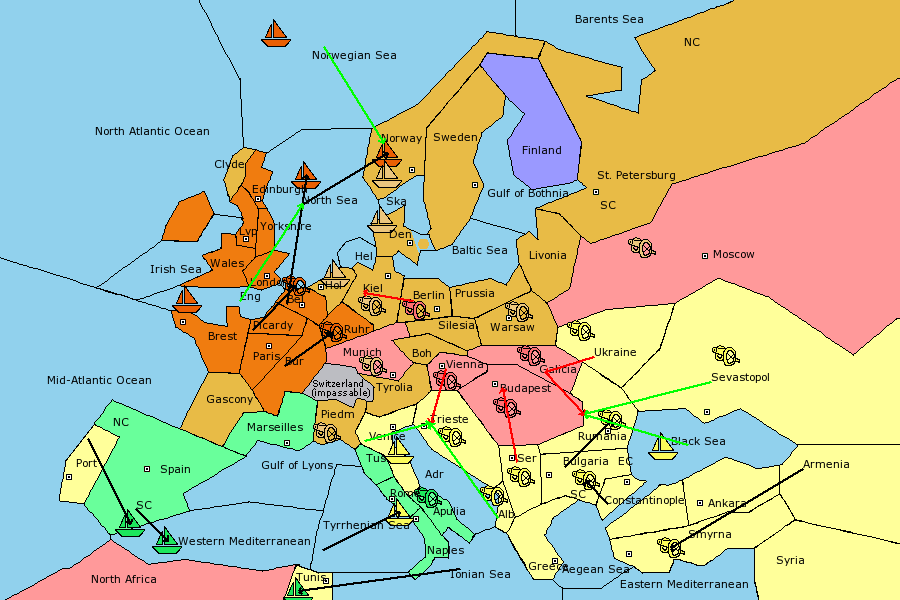 Barents Sea
NC
Norwegian Sea
North Atlantic Ocean
Norway
Sweden
Finland
Clyde
St. Petersburg
Edinburgh
SC
Gulf of Bothnia
North Sea
Ska
Yorkshire
Lvp
Den
Moscow
Baltic Sea
Livonia
Hel
Wales
Irish Sea
London
Hol
Kiel
Berlin
Prussia
Eng
Bel
Picardy
Ruhr
Silesia
Warsaw
Brest
Paris
Bur
Munich
Boh
Ukraine
Vienna
Galicia
Mid-Atlantic Ocean
Switzerland
(impassable)
Tyrolia
Budapest
Sevastopol
Gascony
Piedm
NC
Marseilles
Trieste
Venice
Rumania
Black Sea
Port
Spain
Gulf of Lyons
Tus
Ser
Bulgaria
EC
Armenia
Adr
SC
Rome
SC
Constantinople
Ankara
Apulia
Alb
Tyrrhenian Sea
Smyrna
Western Mediterranean
Naples
Greece
Aegean Sea
Syria
North Africa
Tunis
Ionian Sea
Eastern Mediterranean